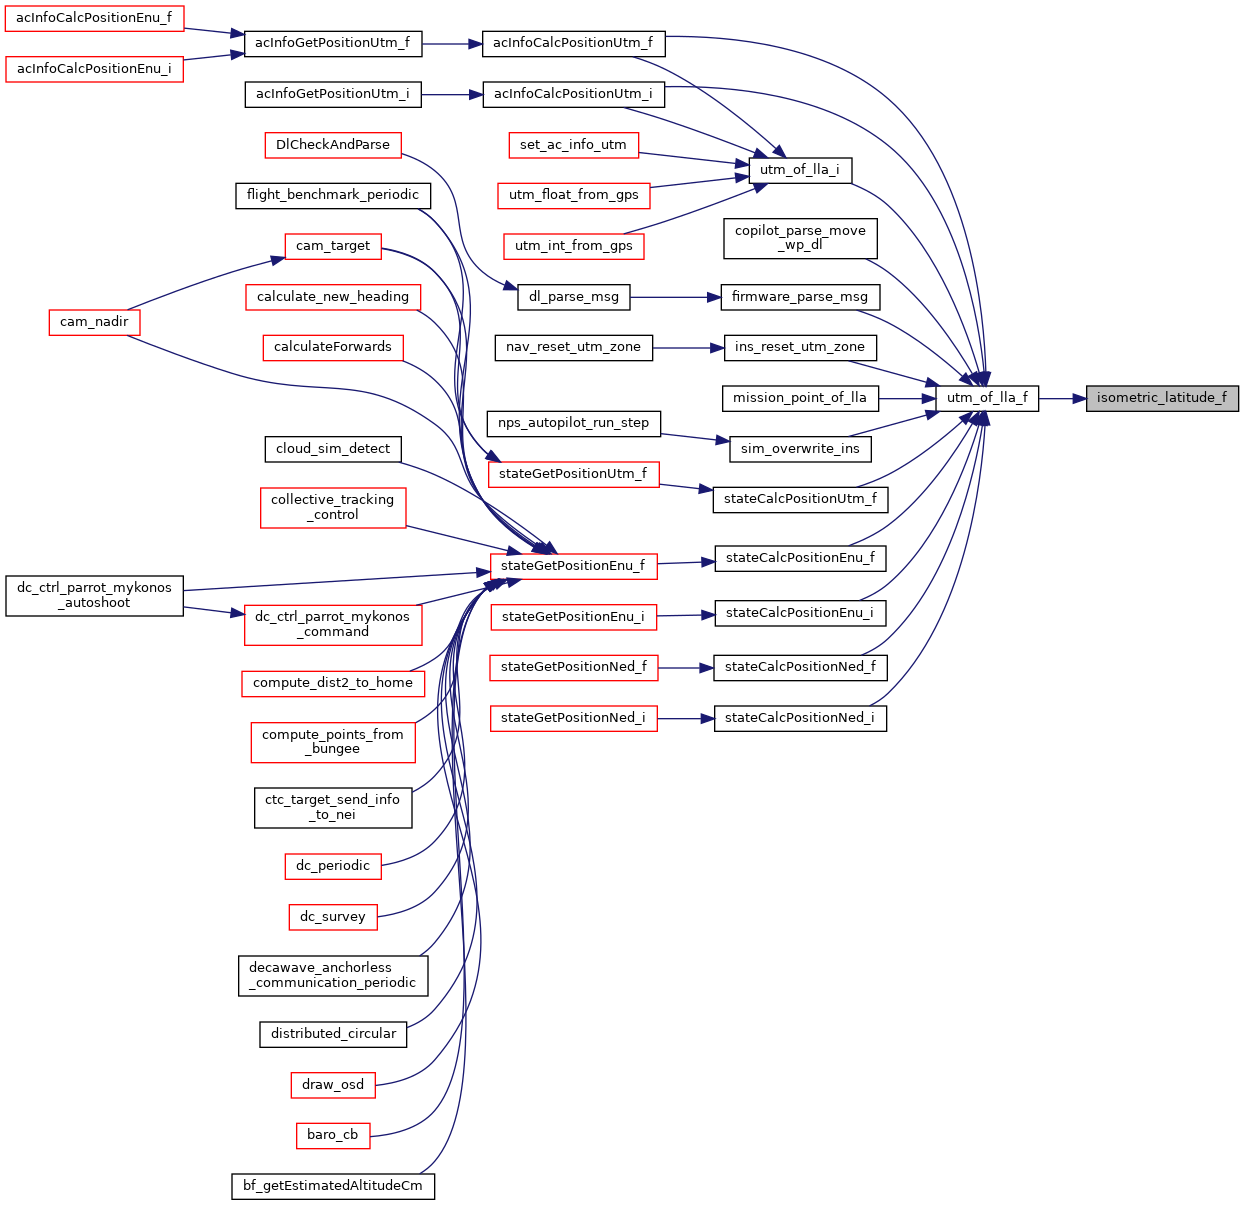 acInfoCalcPositionEnu_f
acInfoCalcPositionEnu_i
acInfoGetPositionUtm_f
acInfoCalcPositionUtm_f
acInfoGetPositionUtm_i
acInfoCalcPositionUtm_i
DlCheckAndParse
set_ac_info_utm
utm_of_lla_i
flight_benchmark_periodic
utm_float_from_gps
cam_target
utm_int_from_gps
copilot_parse_move
_wp_dl
calculate_new_heading
dl_parse_msg
firmware_parse_msg
cam_nadir
calculateForwards
nav_reset_utm_zone
ins_reset_utm_zone
mission_point_of_lla
utm_of_lla_f
isometric_latitude_f
nps_autopilot_run_step
sim_overwrite_ins
cloud_sim_detect
stateGetPositionUtm_f
stateCalcPositionUtm_f
collective_tracking
_control
stateGetPositionEnu_f
stateCalcPositionEnu_f
dc_ctrl_parrot_mykonos
_autoshoot
dc_ctrl_parrot_mykonos
_command
stateGetPositionEnu_i
stateCalcPositionEnu_i
compute_dist2_to_home
stateGetPositionNed_f
stateCalcPositionNed_f
compute_points_from
_bungee
stateGetPositionNed_i
stateCalcPositionNed_i
ctc_target_send_info
_to_nei
dc_periodic
dc_survey
decawave_anchorless
_communication_periodic
distributed_circular
draw_osd
baro_cb
bf_getEstimatedAltitudeCm